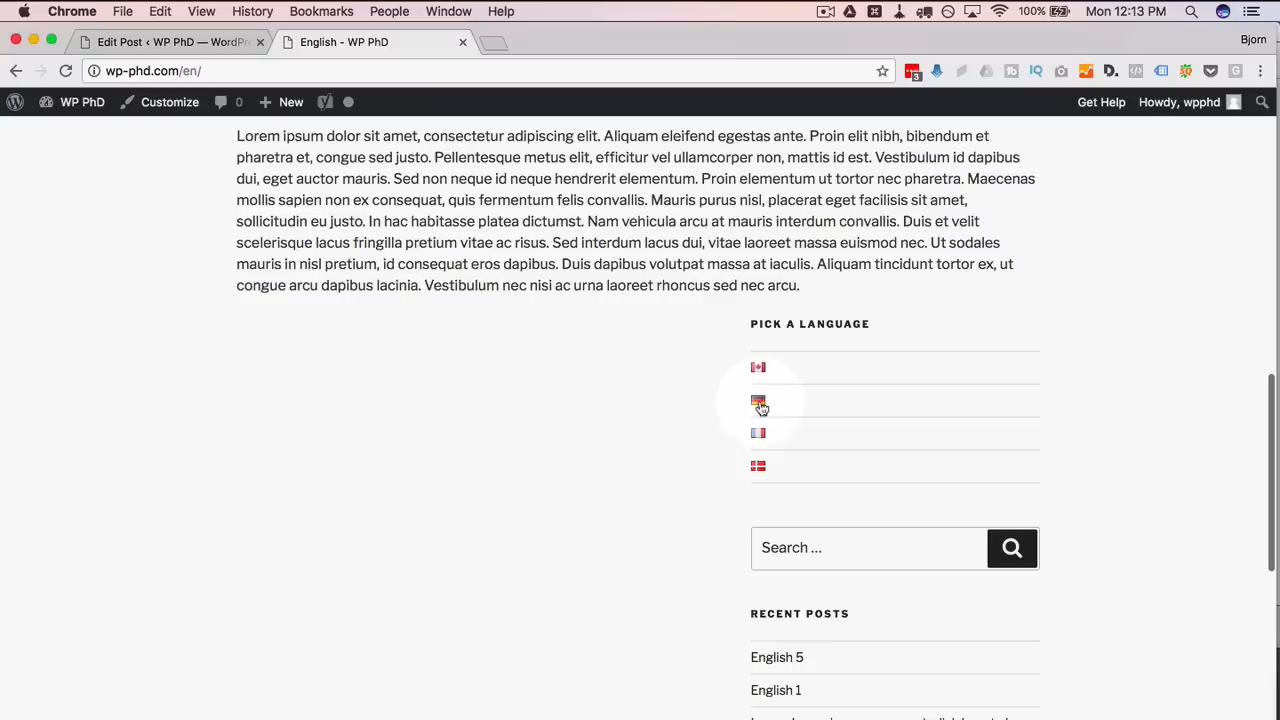 Chrome File Edit View History Bookmarks People Window Help 100% Mon 12:13 PM
Edit Post ‹ WP PhD — WordPr English - WP PhD Bjorn
wp-phd.com/en/ 3
WP PhD Customize 0 New Get Help Howdy, wpphd
Lorem ipsum dolor sit amet, consectetur adipiscing elit. Aliquam eleifend egestas ante. Proin elit nibh, bibendum et
pharetra et, congue sed justo. Pellentesque metus elit, efficitur vel ullamcorper non, mattis id est. Vestibulum id dapibus
dui, eget auctor mauris. Sed non neque id neque hendrerit elementum. Proin elementum ut tortor nec pharetra. Maecenas
mollis sapien non ex consequat, quis fermentum felis convallis. Mauris purus nisl, placerat eget facilisis sit amet,
sollicitudin eu justo. In hac habitasse platea dictumst. Nam vehicula arcu at mauris interdum convallis. Duis et velit
scelerisque lacus fringilla pretium vitae ac risus. Sed interdum lacus dui, vitae laoreet massa euismod nec. Ut sodales
mauris in nisl pretium, id consequat eros dapibus. Duis dapibus volutpat massa at iaculis. Aliquam tincidunt tortor ex, ut
congue arcu dapibus lacinia. Vestibulum nec nisi ac urna laoreet rhoncus sed nec arcu.
PICK A LANGUAGE
Search …
RECENT POSTS
English 5
English 1